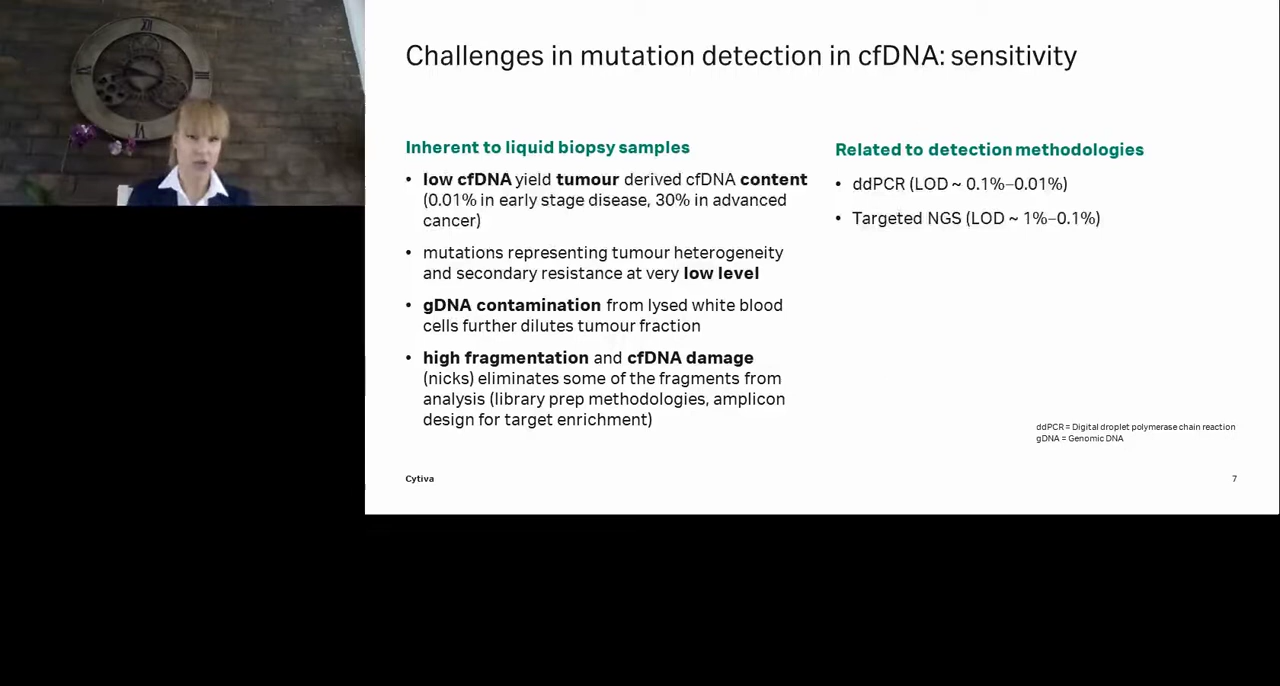 Challenges in mutation detection in cfDNA: sensitivity
Inherent to liquid biopsy samples
• low cfDNA yield tumour derived cfDNA content
(0.01% in early stage disease, 30% in advanced
cancer)
• mutations representing tumour heterogeneity
and secondary resistance at very low level
• gDNA contamination from lysed white blood
cells further dilutes tumour fraction
• high fragmentation and cfDNA damage
(nicks) eliminates some of the fragments from
analysis (library prep methodologies, amplicon
design for target enrichment)
Related to detection methodologies
• ddPCR (LOD ~ 0.1%–0.01%)
• Targeted NGS (LOD ~ 1%–0.1%)
ddPCR = Digital droplet polymerase chain reaction
gDNA = Genomic DNA
Cytiva
7